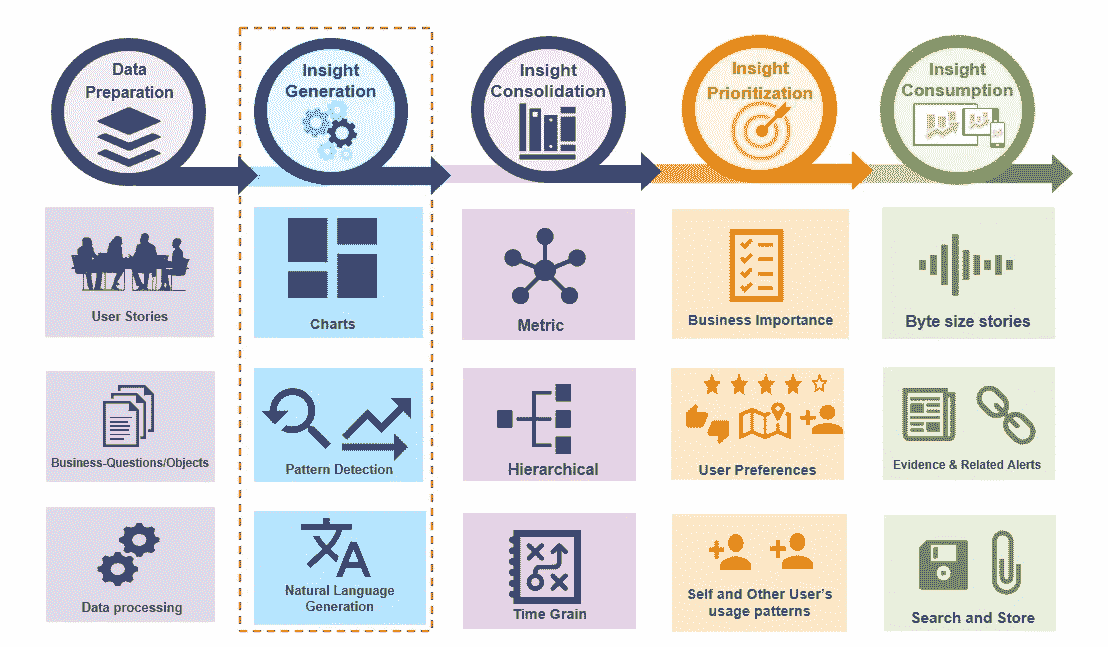 Data
Preparation
Insight
Generation
Insight
Consolidation
Insight
Prioritization
Insight
Consumption
User Stories
Charts
Metric
Business Importance
Byte size stories
Business-Questions/Objects
Pattern Detection
Hierarchical
User Preferences
Evidence & Related Alerts
Data processing
文A
Natural Language
Generation
Time Grain
Self and Other User's
usage patterns
Search and Store